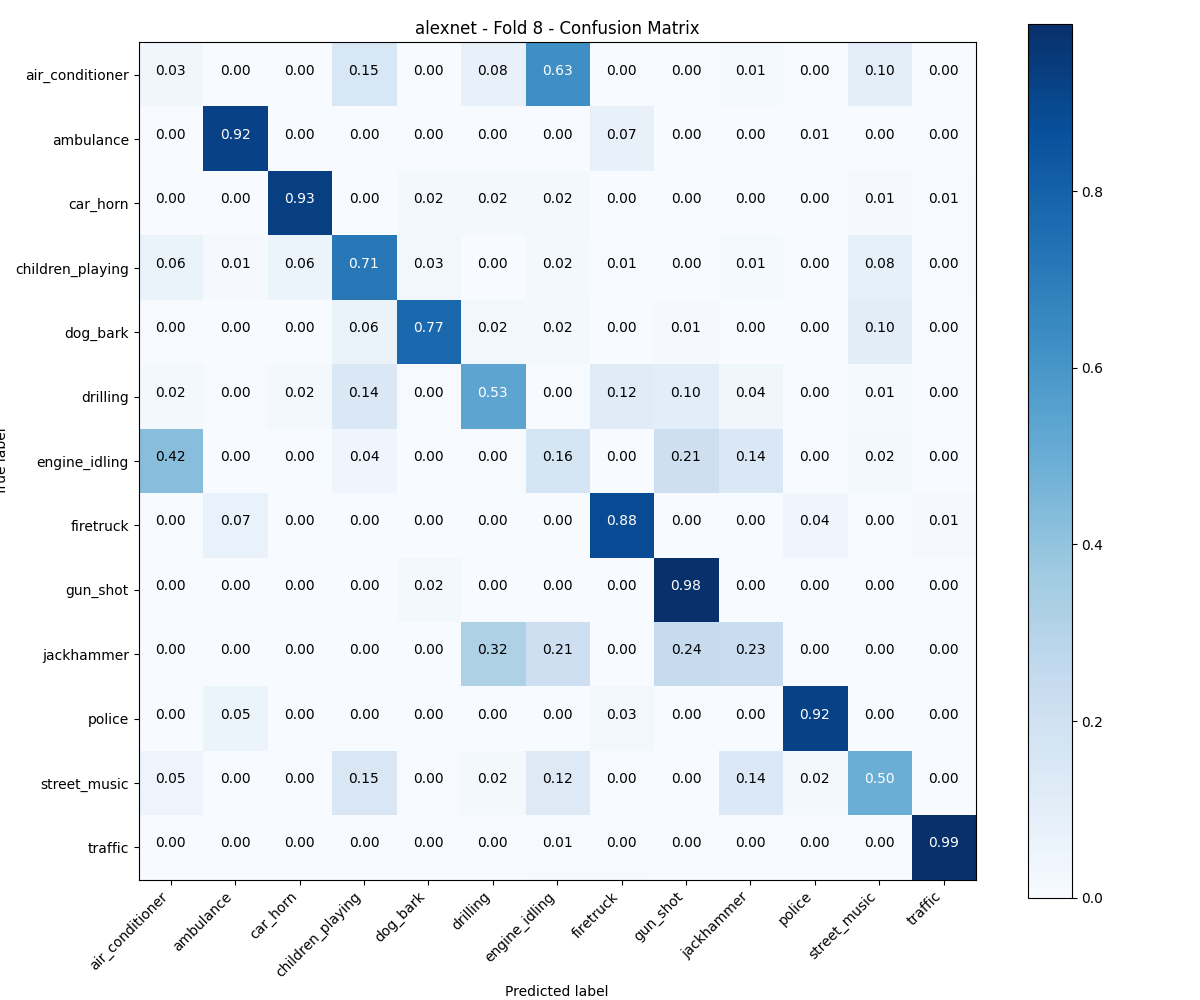 alexnet - Fold 8 - Confusion Matrix
air_conditioner 0.03 0.00 0.00 0.15 0.00 0.08 0.63 0.00 0.00 0.01 0.00 0.10 0.00
ambulance 0.00 0.92 0.00 0.00 0.00 0.00 0.00 0.07 0.00 0.00 0.01 0.00 0.00
car_horn 0.00 0.00 0.93 0.00 0.02 0.02 0.02 0.00 0.00 0.00 0.00 0.01 0.01
children_playing 0.06 0.01 0.06 0.71 0.03 0.00 0.02 0.01 0.00 0.01 0.00 0.08 0.00
dog_bark 0.00 0.00 0.00 0.06 0.77 0.02 0.02 0.00 0.01 0.00 0.00 0.10 0.00
drilling 0.02 0.00 0.02 0.14 0.00 0.53 0.00 0.12 0.10 0.04 0.00 0.01 0.00
engine_idling 0.42 0.00 0.00 0.04 0.00 0.00 0.16 0.00 0.21 0.14 0.00 0.02 0.00
firetruck 0.00 0.07 0.00 0.00 0.00 0.00 0.00 0.88 0.00 0.00 0.04 0.00 0.01
gun_shot 0.00 0.00 0.00 0.00 0.02 0.00 0.00 0.00 0.98 0.00 0.00 0.00 0.00
jackhammer 0.00 0.00 0.00 0.00 0.00 0.32 0.21 0.00 0.24 0.23 0.00 0.00 0.00
police 0.00 0.05 0.00 0.00 0.00 0.00 0.00 0.03 0.00 0.00 0.92 0.00 0.00
street_music 0.05 0.00 0.00 0.15 0.00 0.02 0.12 0.00 0.00 0.14 0.02 0.50 0.00
traffic 0.00 0.00 0.00 0.00 0.00 0.00 0.01 0.00 0.00 0.00 0.00 0.00 0.99
air_conditioner ambulance car_horn children_playing dog_bark drilling engine_idling firetruck gun_shot jackhammer police street_music traffic
Predicted label
0.8
0.6
0.4
0.2
0.0